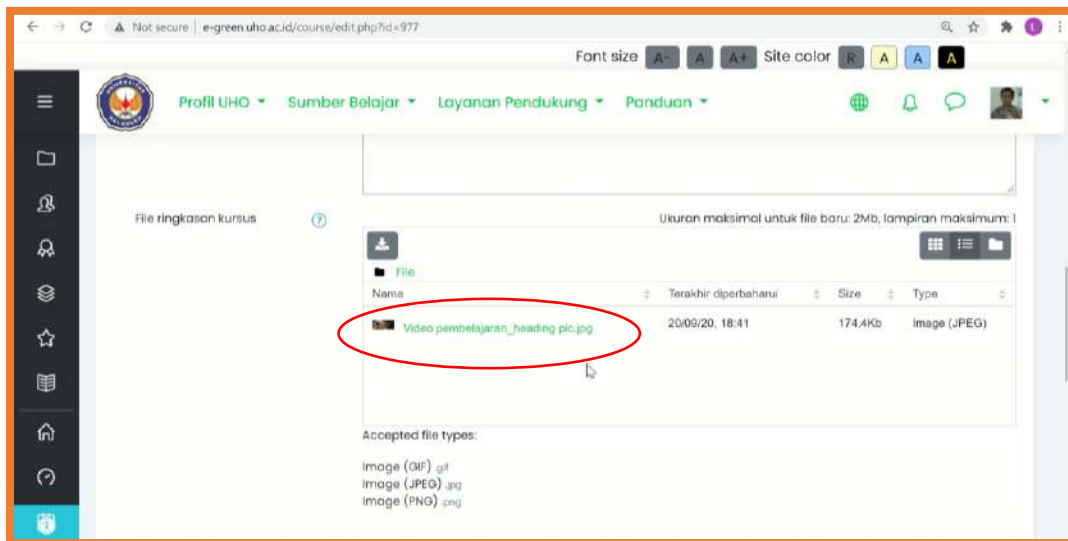 Not secure | e-green.uho.ac.id/course/edit.php?id=977
Font size A- A A+ Site color R A A A
Profil UHO Sumber Belajar Layanan Pendukung Panduan
File ringkasan kursus ?
Ukuran maksimal untuk file baru: 2Mb, lampiran maksimum: 1
File
Nama Terakhir diperbaharui Size Type
Video pembelajaran_heading pic.jpg 20/09/20, 18:41 174.4Kb Image (JPEG)
Accepted file types:
Image (GIF) .gif
Image (JPEG) .jpg
Image (PNG) .png